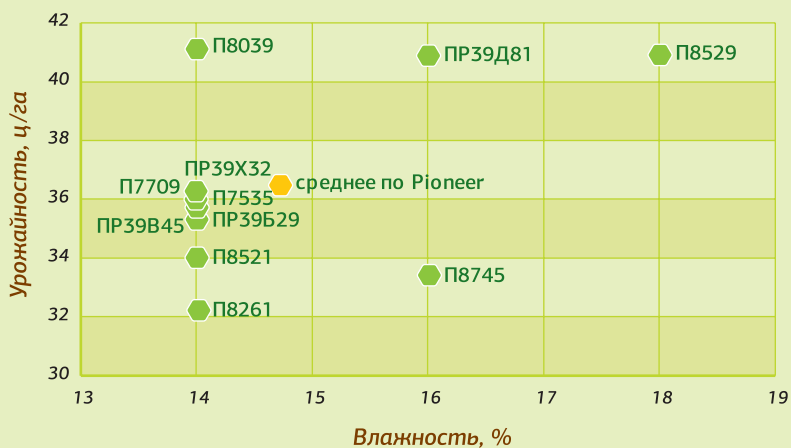 42
П8039
ПР39Д81
П8529
40
38
ПР39Х32
П7709
среднее по Pioneer
36
П7535
ПР39В45
ПР39Б29
34
П8521
П8745
32
П8261
30
13 14 15 16 17 18 19
Урожайность, ц/га
Влажность, %